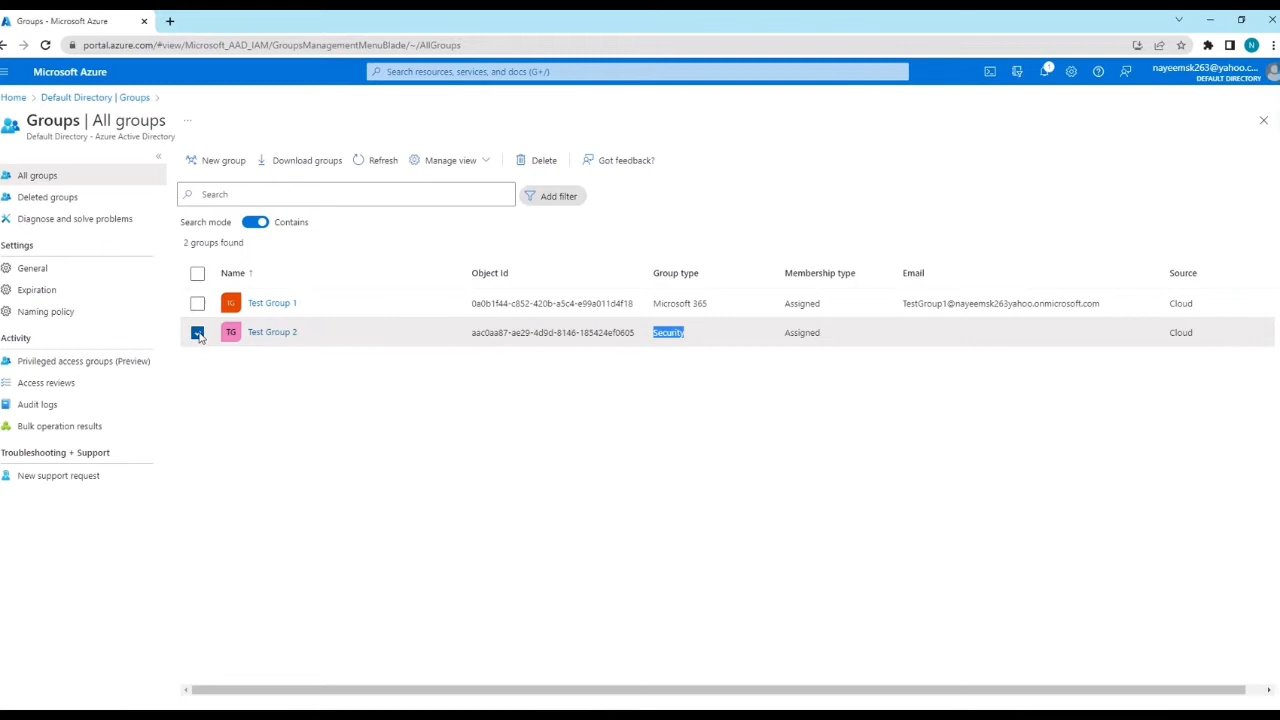 Groups - Microsoft Azure
portal.azure.com/#view/Microsoft_AAD_IAM/GroupsManagementMenuBlade/~/AllGroups
N
Microsoft Azure
Search resources, services, and docs (G+/)
1
nayeemsk263@yahoo.c...
DEFAULT DIRECTORY
Home > Default Directory | Groups >
Groups | All groups ...
Default Directory - Azure Active Directory
«
All groups
Deleted groups
Diagnose and solve problems
Settings
General
Expiration
Naming policy
Activity
Privileged access groups (Preview)
Access reviews
Audit logs
Bulk operation results
Troubleshooting + Support
New support request
New group Download groups Refresh Manage view Delete Got feedback?
Search Add filter
Search mode Contains
2 groups found
Name ↑ Object Id Group type Membership type Email Source
TG Test Group 1 0a0b1f44-c852-420b-a5c4-e99a011d4f18 Microsoft 365 Assigned TestGroup1@nayeemsk263yahoo.onmicrosoft.com Cloud
TG Test Group 2 aac0aa87-ae29-4d9d-8146-185424ef0605 Security Assigned Cloud